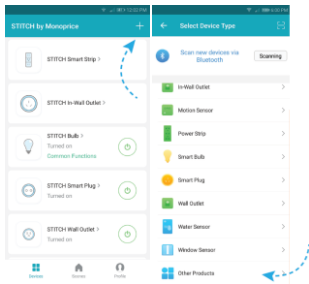 STITCH by Monoprice
STITCH Smart Strip >
STITCH In-Wall Outlet >
STITCH Bulb >
Turned on
Common Functions
STITCH Smart Plug >
Turned on
STITCH Wall Outlet >
Turned on
Devices
Scenes
Profile
Select Device Type
Scan new devices via
Bluetooth
Scanning
In-Wall Outlet
Motion Sensor
Power Strip
Smart Bulb
Smart Plug
Wall Outlet
Water Sensor
Window Sensor
Other Products